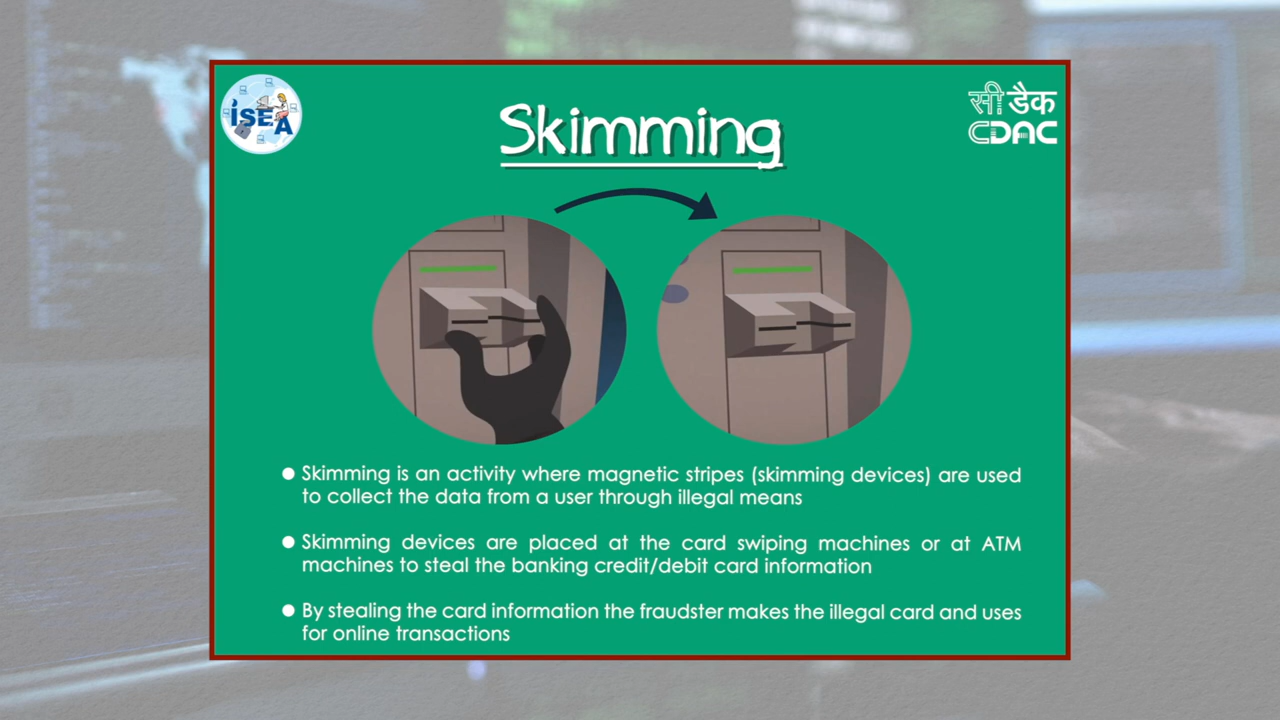 iSEA
सी डैक
CDAC
Skimming
● Skimming is an activity where magnetic stripes (skimming devices) are used
to collect the data from a user through illegal means
● Skimming devices are placed at the card swiping machines or at ATM
machines to steal the banking credit/debit card information
● By stealing the card information the fraudster makes the illegal card and uses
for online transactions